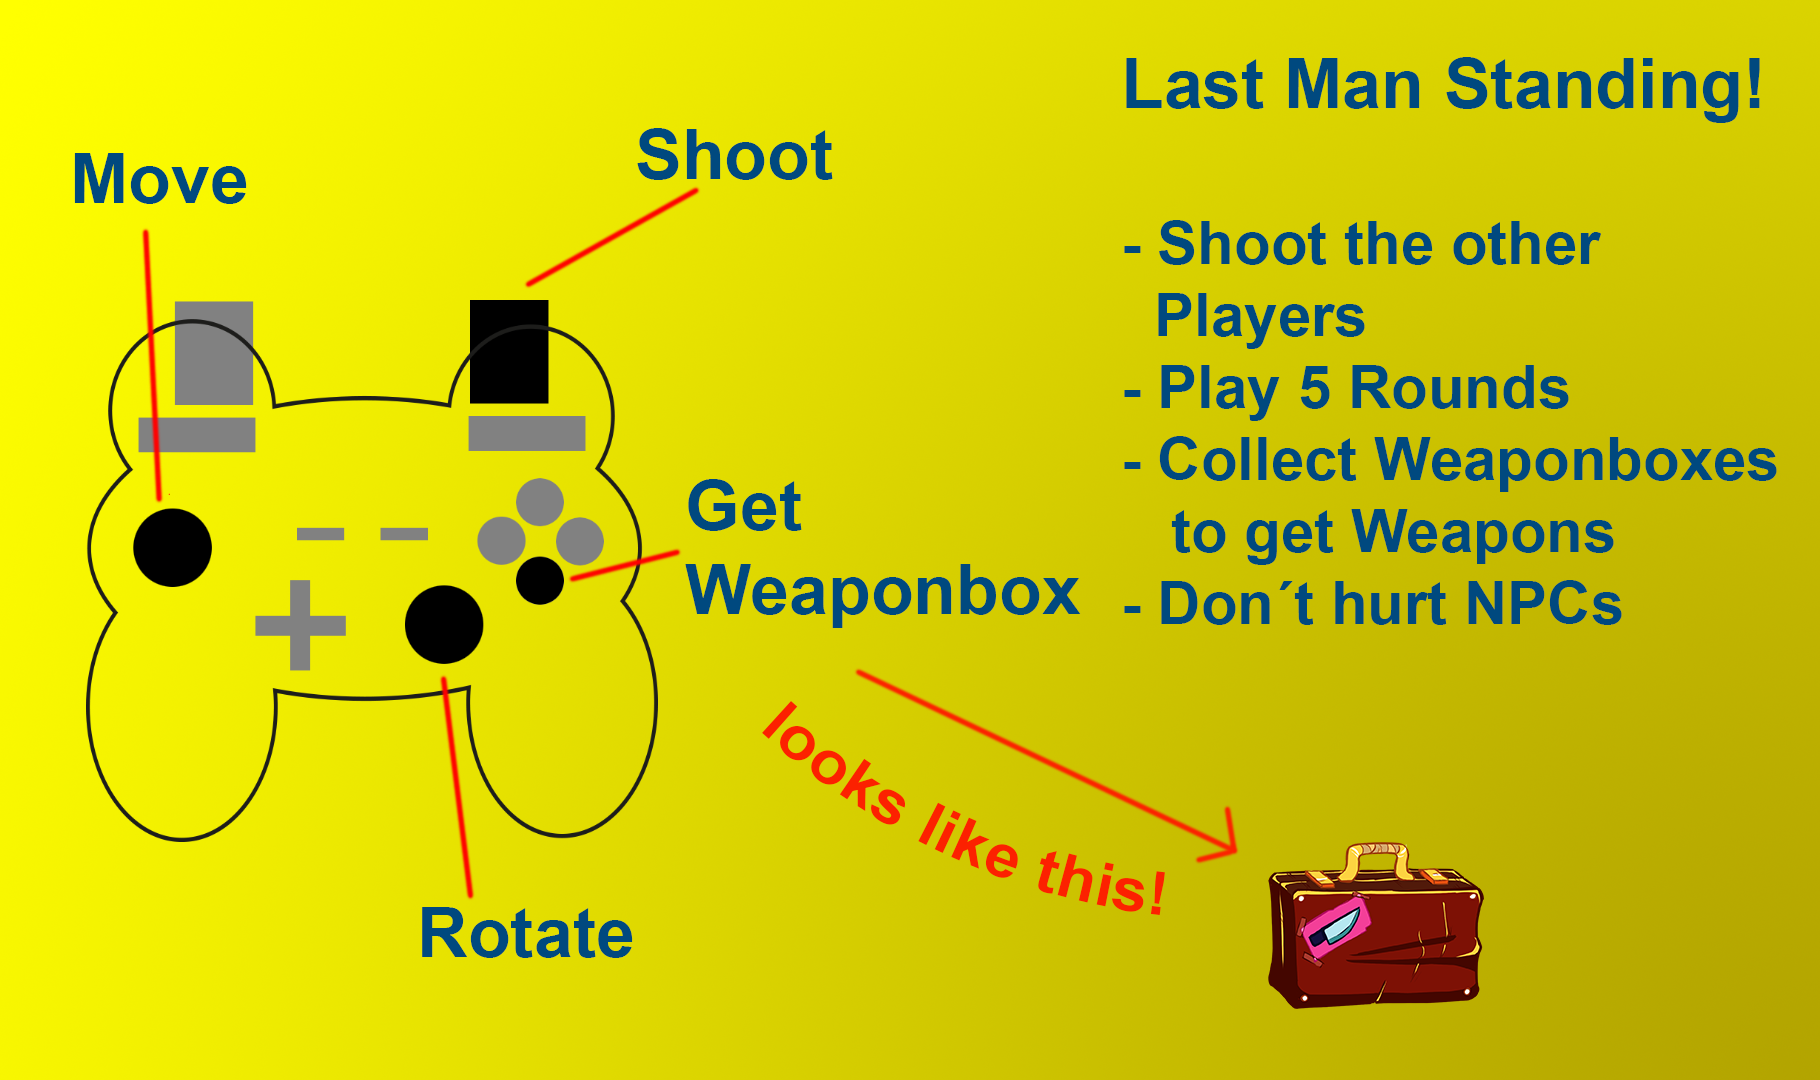 Last Man Standing!
Move
Shoot
Get
Weaponbox
Rotate
looks like this!
- Shoot the other
Players
- Play 5 Rounds
- Collect Weaponboxes
to get Weapons
- Don´t hurt NPCs